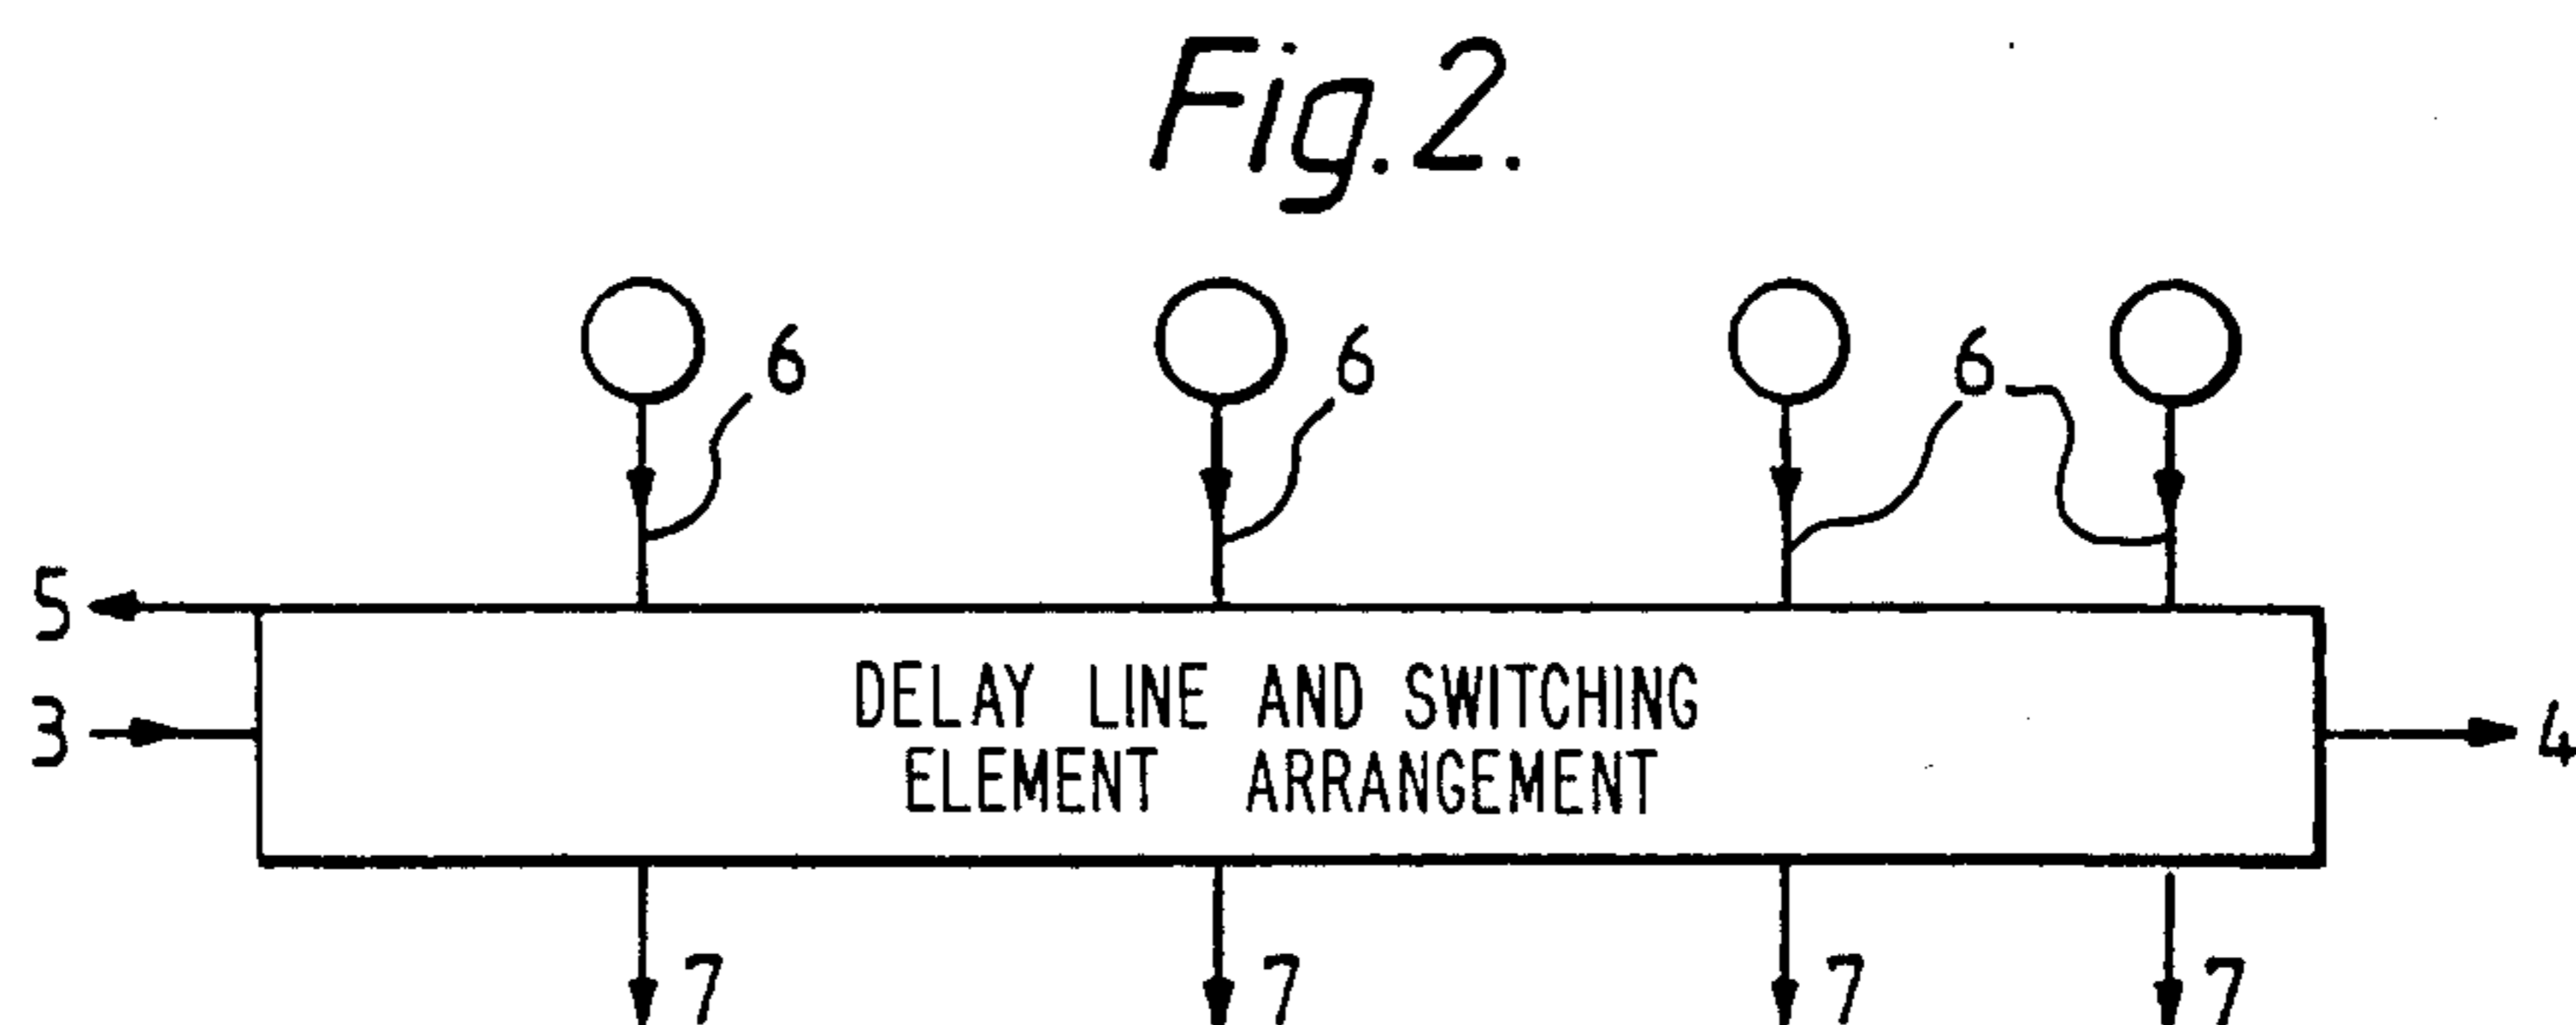 Fig.2.
6 6 6
5
DELAY LINE AND SWITCHING
3 4
ELEMENT ARRANGEMENT
7 7 7 7